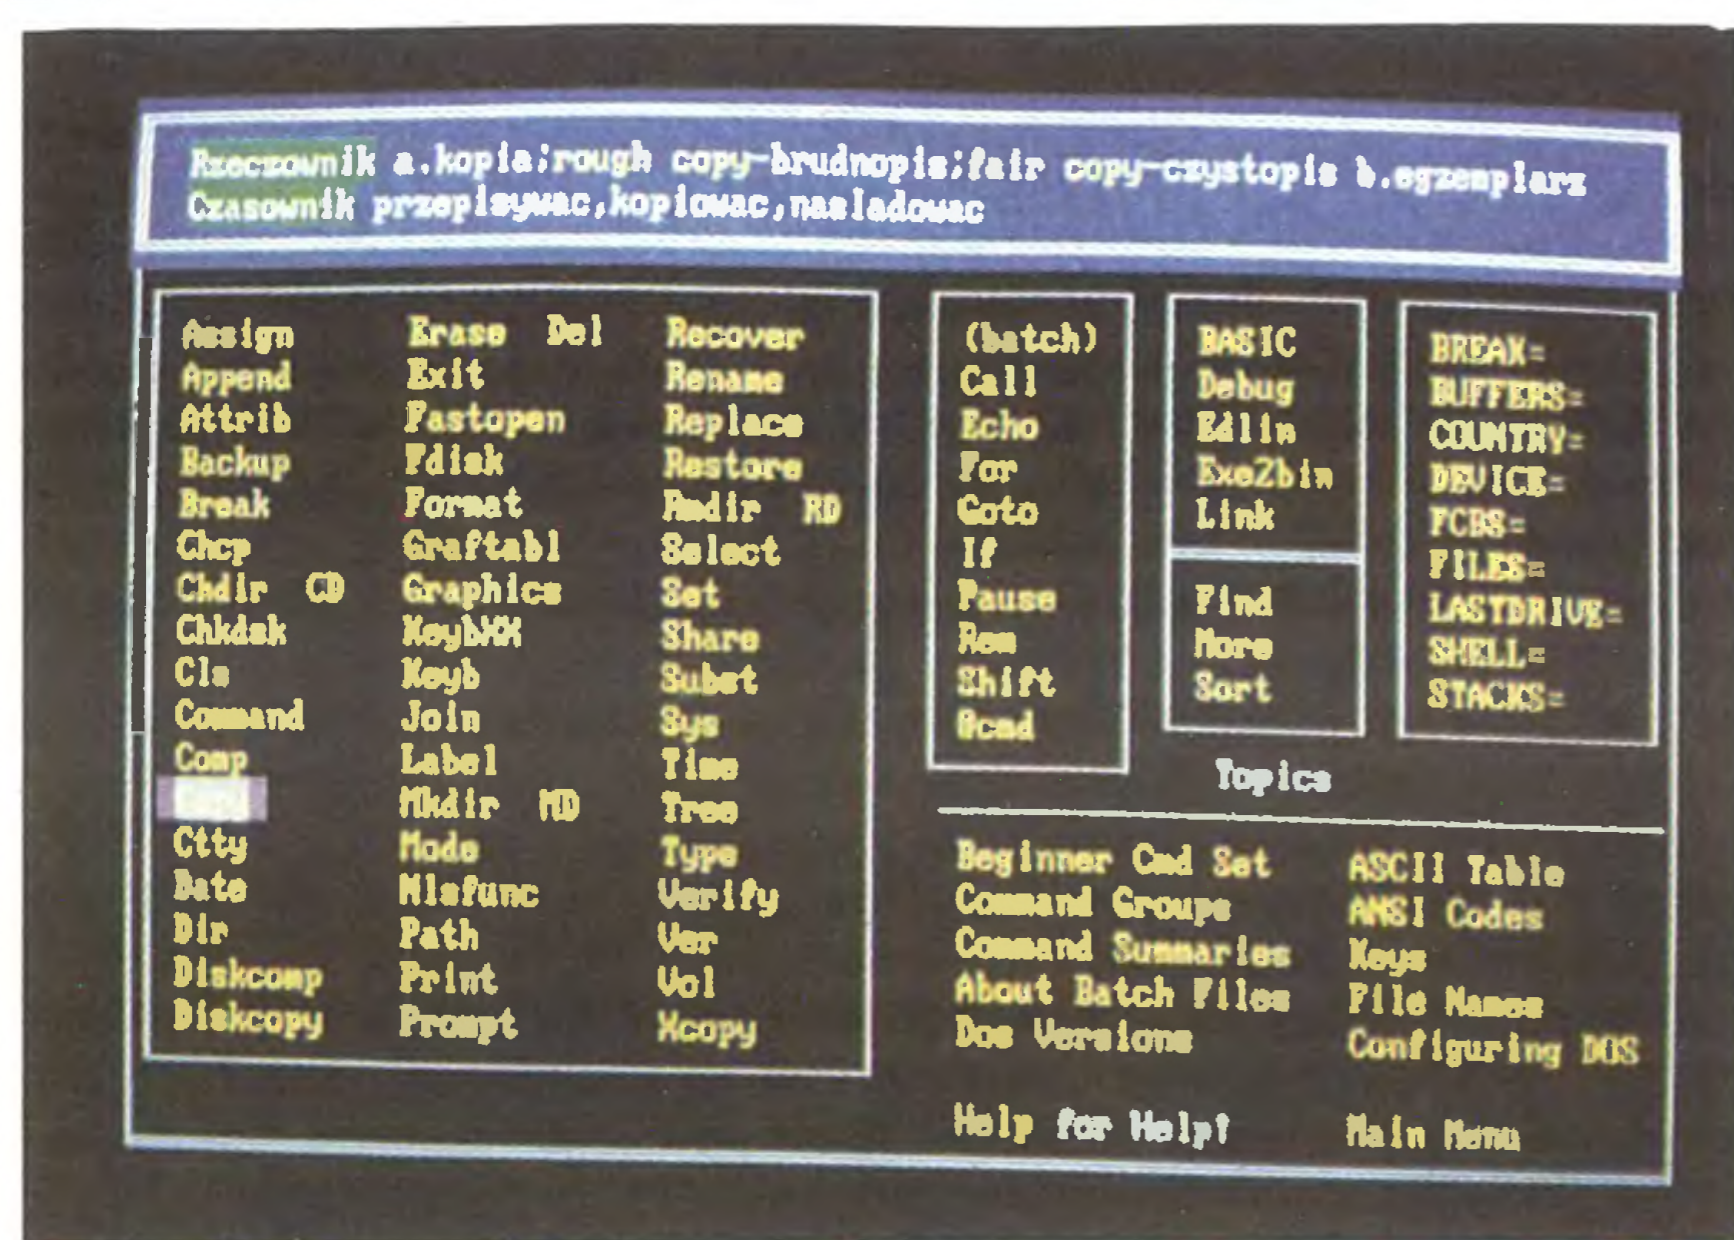 Rzeczownik a.kopia;rough copy-brudnopis;fair copy-czystopis b.egzemplarz
Czasownik przepisywac,kopiowac,nasladowac
Assign Erase Del Recover
Append Exit Rename
Attrib Fastopen Replace
Backup Fdisk Restore
Break Format Rmdir RD
Chcp Graftabl Select
Chdir CD Graphics Set
Chkdsk KeybXX Share
Cls Keyb Subst
Command Join Sys
Comp Label Time
Mkdir MD Tree
Ctty Mode Type
Date Nlsfunc Verify
Dir Path Ver
Diskcomp Print Vol
Diskcopy Prompt Xcopy
(batch)
Call
Echo
For
Goto
If
Pause
Rem
Shift
@cmd
BASIC
Debug
Edlin
Exe2bin
Link
Find
More
Sort
BREAK=
BUFFERS=
COUNTRY=
DEVICE=
FCBS=
FILES=
LASTDRIVE=
SHELL=
STACKS=
Topics
Beginner Cmd Set ASCII Table
Command Groups ANSI Codes
Command Summaries Keys
About Batch Files File Names
Dos Versions Configuring DOS
Help for Help! Main Menu